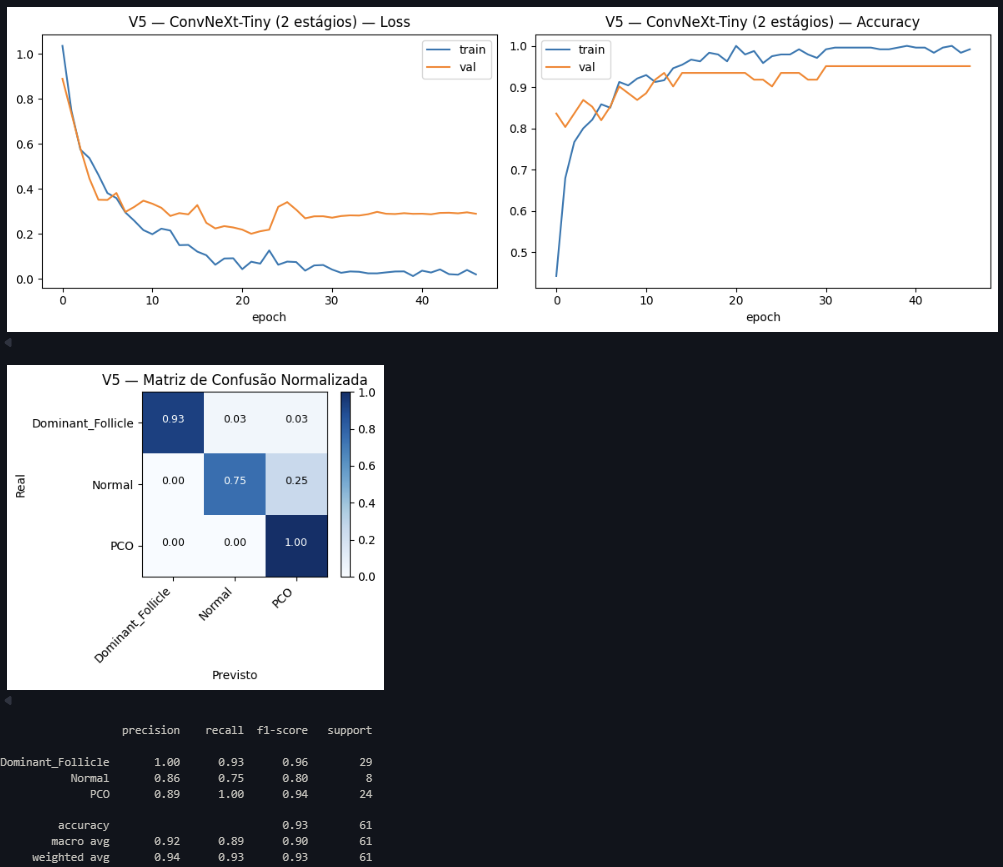 V5 — ConvNeXt-Tiny (2 estágios) — Loss
1.0
0.8
0.6
0.4
0.2
0.0
0 10 20 30 40
epoch
train
val
V5 — ConvNeXt-Tiny (2 estágios) — Accuracy
1.0
0.9
0.8
0.7
0.6
0.5
0 10 20 30 40
epoch
train
val
V5 — Matriz de Confusão Normalizada
Real
Dominant_Follicle 0.93 0.03 0.03
Normal 0.00 0.75 0.25
PCO 0.00 0.00 1.00
Dominant_Follicle Normal PCO
Previsto
1.0
0.8
0.6
0.4
0.2
0.0
precision recall f1-score support
Dominant_Follicle 1.00 0.93 0.96 29
Normal 0.86 0.75 0.80 8
PCO 0.89 1.00 0.94 24
accuracy 0.93 61
macro avg 0.92 0.89 0.90 61
weighted avg 0.94 0.93 0.93 61